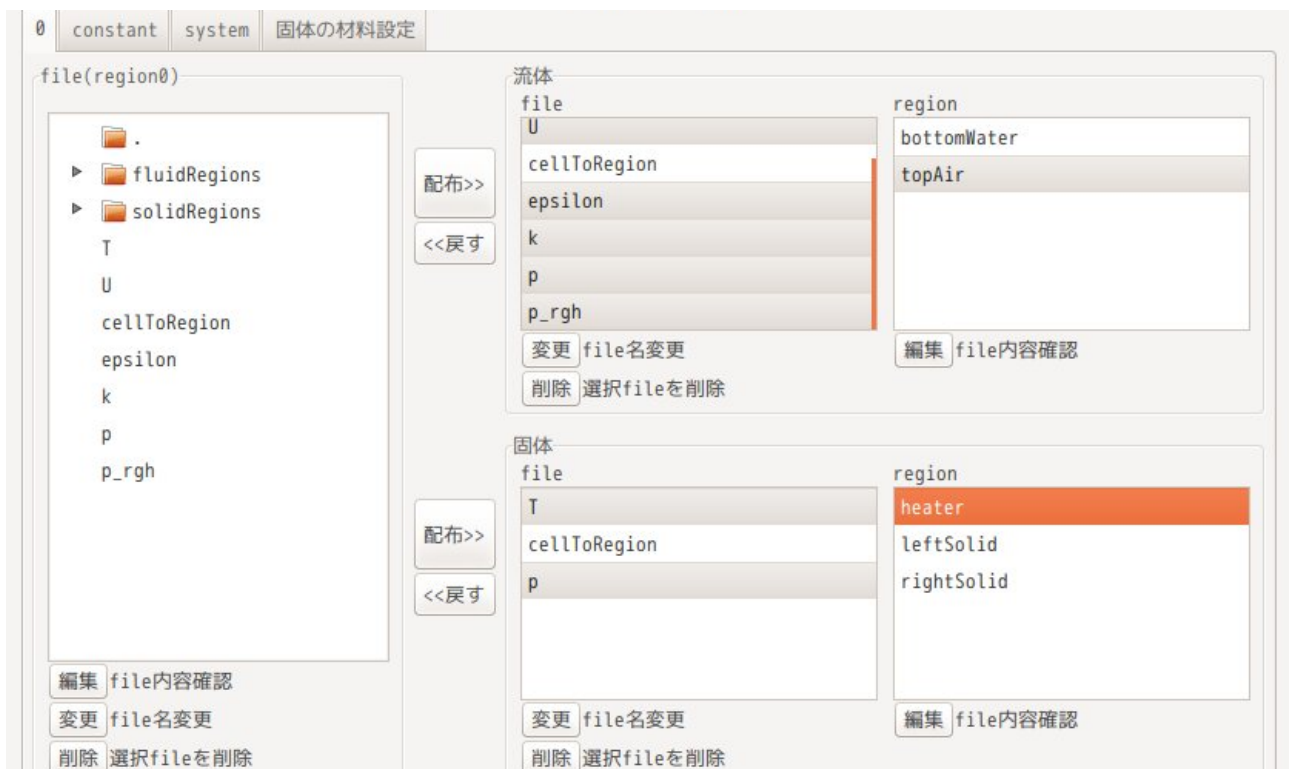 0 constant system 固体の材料設定
file(region0)
.
fluidRegions
solidRegions
T
U
cellToRegion
epsilon
k
p
p_rgh
編集 file内容確認
変更 file名変更
削除 選択fileを削除
配布>>
<<戻す
流体
file
U
cellToRegion
epsilon
k
p
p_rgh
変更 file名変更
削除 選択fileを削除
region
bottomWater
topAir
編集 file内容確認
配布>>
<<戻す
固体
file
T
cellToRegion
p
変更 file名変更
削除 選択fileを削除
region
heater
leftSolid
rightSolid
編集 file内容確認